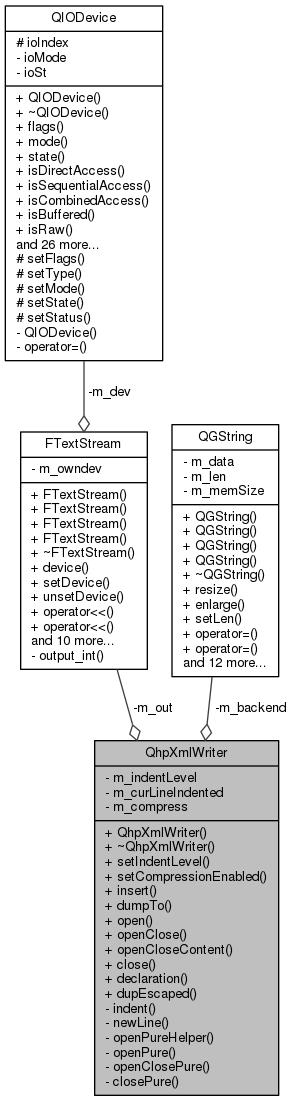 QIODevice
# ioIndex
- ioMode
- ioSt
+ QIODevice()
+ ~QIODevice()
+ flags()
+ mode()
+ state()
+ isDirectAccess()
+ isSequentialAccess()
+ isCombinedAccess()
+ isBuffered()
+ isRaw()
and 26 more...
# setFlags()
# setType()
# setMode()
# setState()
# setStatus()
- QIODevice()
- operator=()
-m_dev
FTextStream
- m_owndev
+ FTextStream()
+ FTextStream()
+ FTextStream()
+ FTextStream()
+ ~FTextStream()
+ device()
+ setDevice()
+ unsetDevice()
+ operator<<()
+ operator<<()
and 10 more...
- output_int()
QGString
- m_data
- m_len
- m_memSize
+ QGString()
+ QGString()
+ QGString()
+ QGString()
+ ~QGString()
+ resize()
+ enlarge()
+ setLen()
+ operator=()
+ operator=()
and 12 more...
-m_out
-m_backend
QhpXmlWriter
- m_indentLevel
- m_curLineIndented
- m_compress
+ QhpXmlWriter()
+ ~QhpXmlWriter()
+ setIndentLevel()
+ setCompressionEnabled()
+ insert()
+ dumpTo()
+ open()
+ openClose()
+ openCloseContent()
+ close()
+ declaration()
+ dupEscaped()
- indent()
- newLine()
- openPureHelper()
- openPure()
- openClosePure()
- closePure()